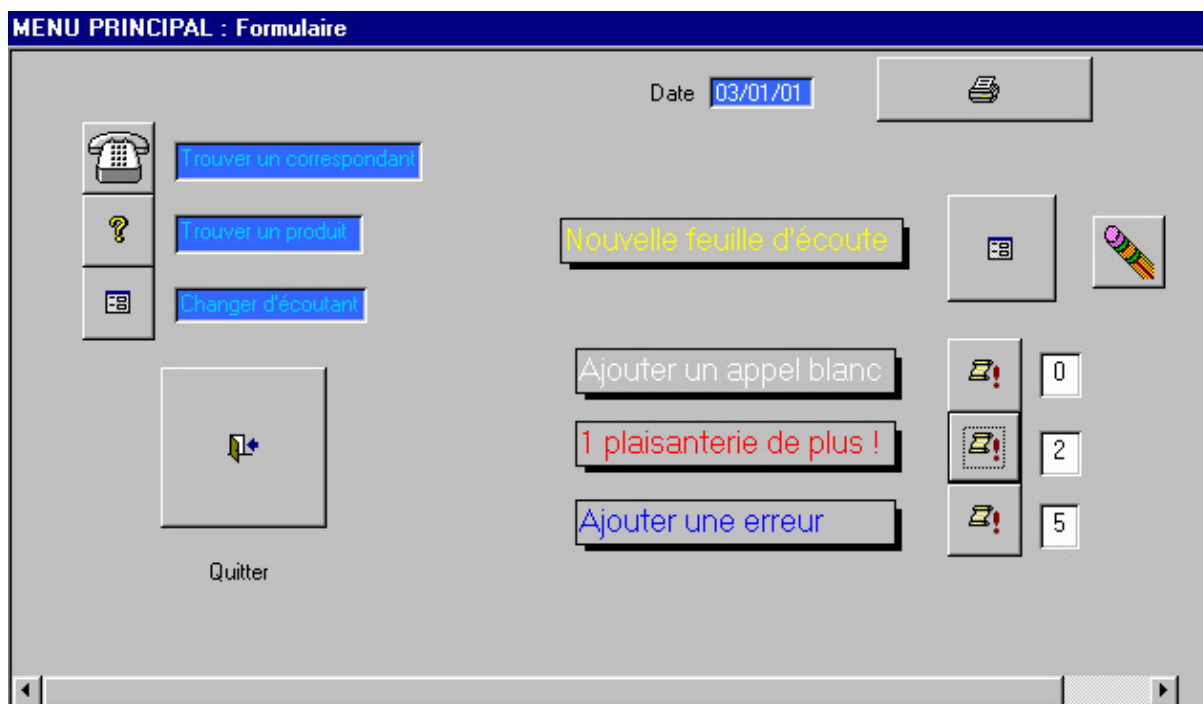 MENU PRINCIPAL : Formulaire
Date 03/01/01
Trouver un correspondant
Trouver un produit
Changer d'écoutant
Quitter
Nouvelle feuille d'écoute
Ajouter un appel blanc 0
1 plaisanterie de plus ! 2
Ajouter une erreur 5